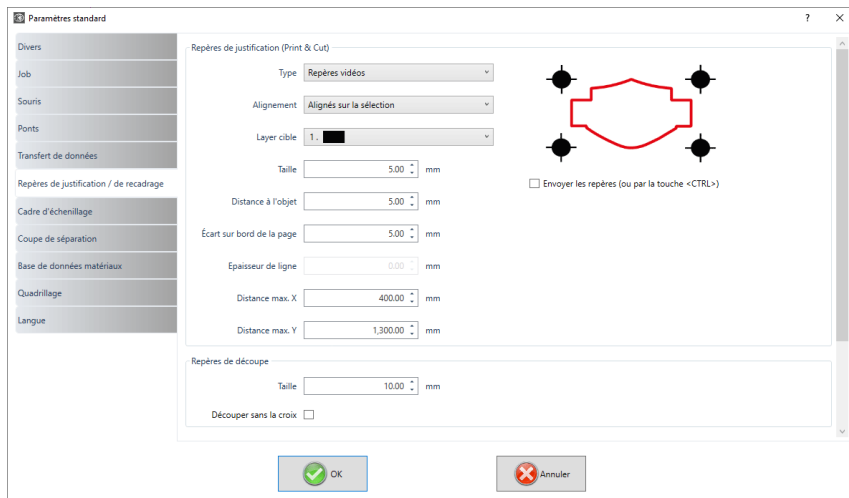 Paramètres standard
Divers
Job
Souris
Ponts
Transfert de données
Repères de justification / de recadrage
Cadre d'échenillage
Coupe de séparation
Base de données matériaux
Quadrillage
Langue
Repères de justification (Print & Cut)
Type Repères vidéos
Alignement Alignés sur la sélection
Layer cible 1.
Taille 5.00 mm
Distance à l'objet 5.00 mm
Écart sur bord de la page 5.00 mm
Epaisseur de ligne 0.00 mm
Distance max. X 400.00 mm
Distance max. Y 1,300.00 mm
Envoyer les repères (ou par la touche <CTRL>)
Repères de découpe
Taille 10.00 mm
Découper sans la croix
OK
Annuler